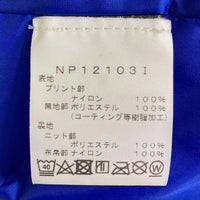 NP12103I
表地
プリント部
ナイロン 100%
無地部 ポリエステル 100%
(コーティング等樹脂加工)
裏地
ニット部
ポリエステル 100%
布帛部 ナイロン 100%
40
W